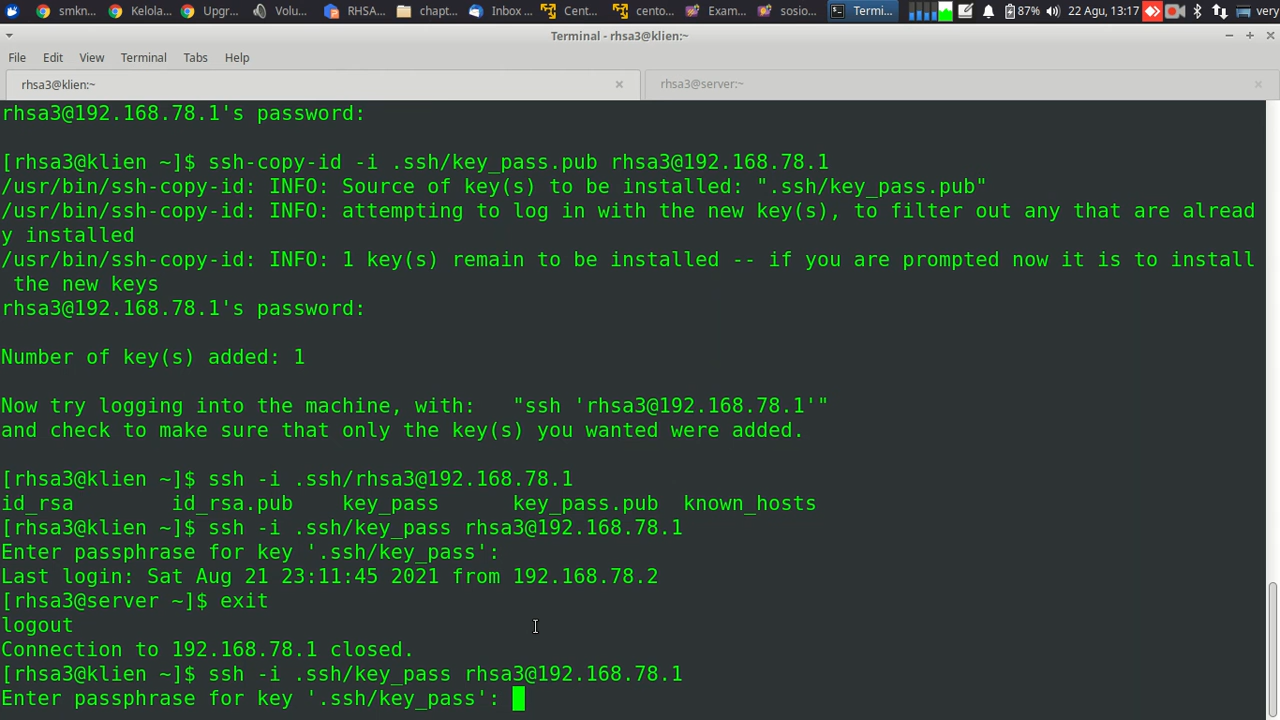 smkn...
Kelola...
Upgr...
Volu...
RHSA...
chapt...
Inbox ...
Cent...
cento...
Exam...
sosio...
Termi...
87%
22 Agu, 13:17
very
Terminal - rhsa3@klien:~
File Edit View Terminal Tabs Help
rhsa3@klien:~
rhsa3@server:~
rhsa3@192.168.78.1's password:
[rhsa3@klien ~]$ ssh-copy-id -i .ssh/key_pass.pub rhsa3@192.168.78.1
/usr/bin/ssh-copy-id: INFO: Source of key(s) to be installed: ".ssh/key_pass.pub"
/usr/bin/ssh-copy-id: INFO: attempting to log in with the new key(s), to filter out any that are alread
y installed
/usr/bin/ssh-copy-id: INFO: 1 key(s) remain to be installed -- if you are prompted now it is to install
the new keys
rhsa3@192.168.78.1's password:
Number of key(s) added: 1
Now try logging into the machine, with:   "ssh 'rhsa3@192.168.78.1'"
and check to make sure that only the key(s) you wanted were added.
[rhsa3@klien ~]$ ssh -i .ssh/rhsa3@192.168.78.1
id_rsa        id_rsa.pub    key_pass      key_pass.pub  known_hosts
[rhsa3@klien ~]$ ssh -i .ssh/key_pass rhsa3@192.168.78.1
Enter passphrase for key '.ssh/key_pass':
Last login: Sat Aug 21 23:11:45 2021 from 192.168.78.2
[rhsa3@server ~]$ exit
logout
Connection to 192.168.78.1 closed.
[rhsa3@klien ~]$ ssh -i .ssh/key_pass rhsa3@192.168.78.1
Enter passphrase for key '.ssh/key_pass':